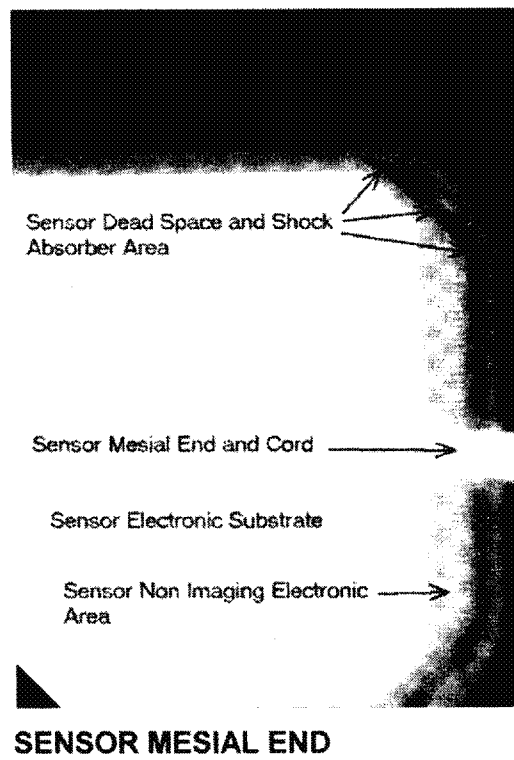 Sensor Dead Space and Shock
Absorber Area
Sensor Mesial End and Cord
Sensor Electronic Substrate
Sensor Non Imaging Electronic
Area
SENSOR MESIAL END